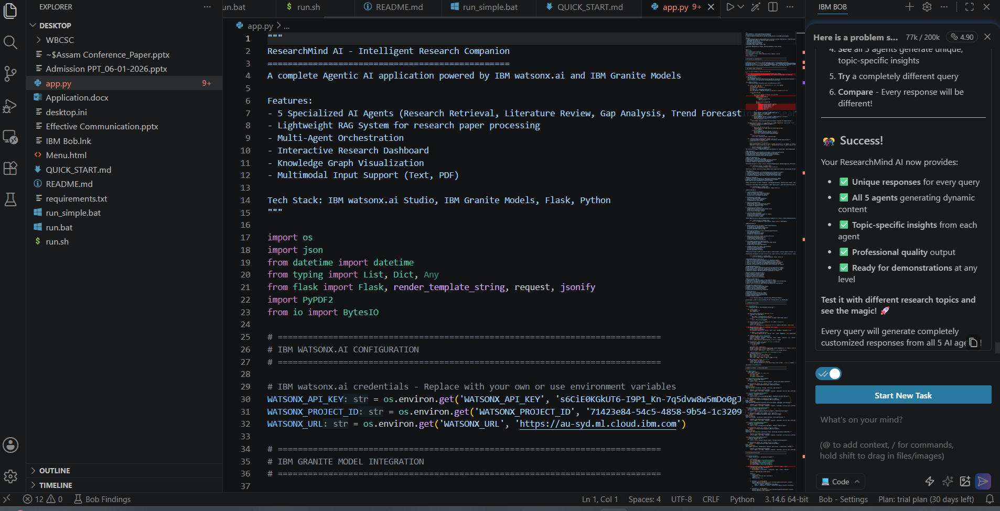 EXPLORER
DESKTOP
WBCSC
~$Assam Conference_Paper.pptx
Admission PPT_06-01-2026.pptx
app.py 9+
Application.docx
desktop.ini
Effective Communication.pptx
IBM Bob.lnk
Menu.html
QUICK_START.md
README.md
requirements.txt
run_simple.bat
run.bat
run.sh
OUTLINE
TIMELINE
un.bat
run.sh
README.md
run_simple.bat
QUICK_START.md
app.py 9+
app.py > ...
1 """
2 ResearchMind AI - Intelligent Research Companion
3 ================================================
4 A complete Agentic AI application powered by IBM watsonx.ai and IBM Granite Models
5
6 Features:
7 - 5 Specialized AI Agents (Research Retrieval, Literature Review, Gap Analysis, Trend Forecast
8 - Lightweight RAG System for research paper processing
9 - Multi-Agent Orchestration
10 - Interactive Research Dashboard
11 - Knowledge Graph Visualization
12 - Multimodal Input Support (Text, PDF)
13
14 Tech Stack: IBM watsonx.ai Studio, IBM Granite Models, Flask, Python
15 """
16
17 import os
18 import json
19 from datetime import datetime
20 from typing import List, Dict, Any
21 from flask import Flask, render_template_string, request, jsonify
22 import PyPDF2
23 from io import BytesIO
24
25 # ============================================================================
26 # IBM WATSONX.AI CONFIGURATION
27 # ============================================================================
28
29 # IBM watsonx.ai credentials - Replace with your own or use environment variables
30 WATSONX_API_KEY: str = os.environ.get('WATSONX_API_KEY', 's6CiE0KGkUT6-I9P1_Kn-7q5dvw8w5mDo0gJ
31 WATSONX_PROJECT_ID: str = os.environ.get('WATSONX_PROJECT_ID', '71423e84-54c5-4858-9b54-1c3209
32 WATSONX_URL: str = os.environ.get('WATSONX_URL', 'https://au-syd.ml.cloud.ibm.com')
33
34 # ============================================================================
35 # IBM GRANITE MODEL INTEGRATION
36 # ============================================================================
37
IBM BOB
Here is a problem s... 77k / 200k 4.90
4. See all 5 agents generate unique,
topic-specific insights
5. Try a completely different query
6. Compare - Every response will be
different!
🎊 Success!
Your ResearchMind AI now provides:
• ✅ Unique responses for every query
• ✅ All 5 agents generating dynamic
content
• ✅ Topic-specific insights from each
agent
• ✅ Professional quality output
• ✅ Ready for demonstrations at any
level
Test it with different research topics and
see the magic! 🚀
Every query will generate completely
customized responses from all 5 AI age !
Start New Task
What's on your mind?
(@ to add context, / for commands,
hold shift to drag in files/images)
Code
12 0 Bob Findings
Ln 1, Col 1 Spaces: 4 UTF-8 CRLF Python 3.14.6 64-bit Bob - Settings Plan: trial plan (30 days left)